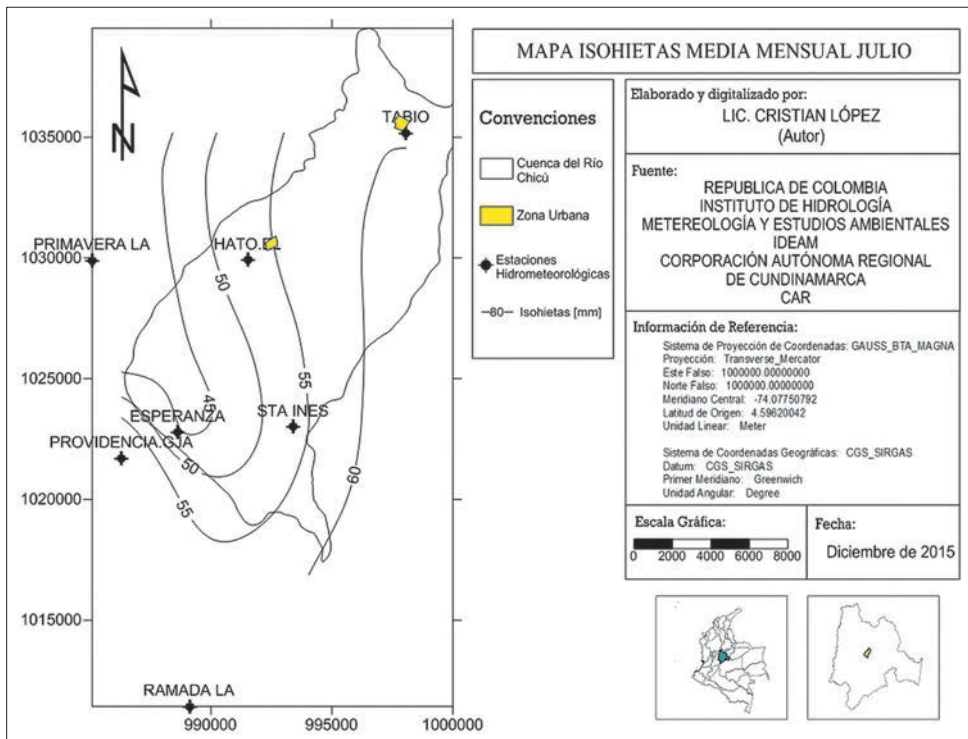 MAPA ISOHIETAS MEDIA MENSUAL JULIO
N
1035000
1030000
1025000
1020000
1015000
990000
995000
1000000
TABIO
PRIMAVERA LA
HATO.EL
ESPERANZA
STA INES
PROVIDENCIA.GJA
RAMADA LA
50
45
55
60
50
55
Convenciones
Cuenca del Río
Chicú
Zona Urbana
Estaciones
Hidrometeorológicas
60
Isohietas [mm]
Elaborado y digitalizado por:
LIC. CRISTIAN LÓPEZ
(Autor)
Fuente:
REPUBLICA DE COLOMBIA
INSTITUTO DE HIDROLOGÍA
METEREOLOGÍA Y ESTUDIOS AMBIENTALES
IDEAM
CORPORACIÓN AUTÓNOMA REGIONAL
DE CUNDINAMARCA
CAR
Información de Referencia:
Sistema de Proyección de Coordenadas: GAUSS_BTA_MAGNA
Proyección: Transverse_Mercator
Este Falso: 1000000.00000000
Norte Falso: 1000000.00000000
Meridiano Central: -74.07750792
Latitud de Origen: 4.59620042
Unidad Linear: Meter
Sistema de Coordenadas Geográficas: CGS_SIRGAS
Datum: CGS_SIRGAS
Primer Meridiano: Greenwich
Unidad Angular: Degree
Escala Gráfica:
0 2000 4000 6000 8000
Fecha:
Diciembre de 2015